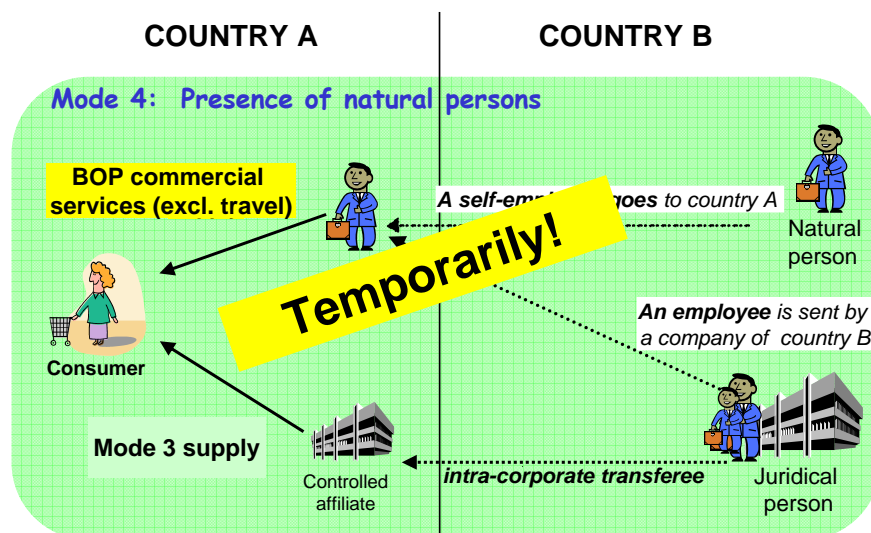 COUNTRY A
COUNTRY B
Mode 4: Presence of natural persons
BOP commercial
services (excl. travel)
A self-empl goes to country A
Natural
person
Temporarily!
An employee is sent by
a company of country B
Consumer
Mode 3 supply
Controlled
affiliate
intra-corporate transferee
Juridical
person